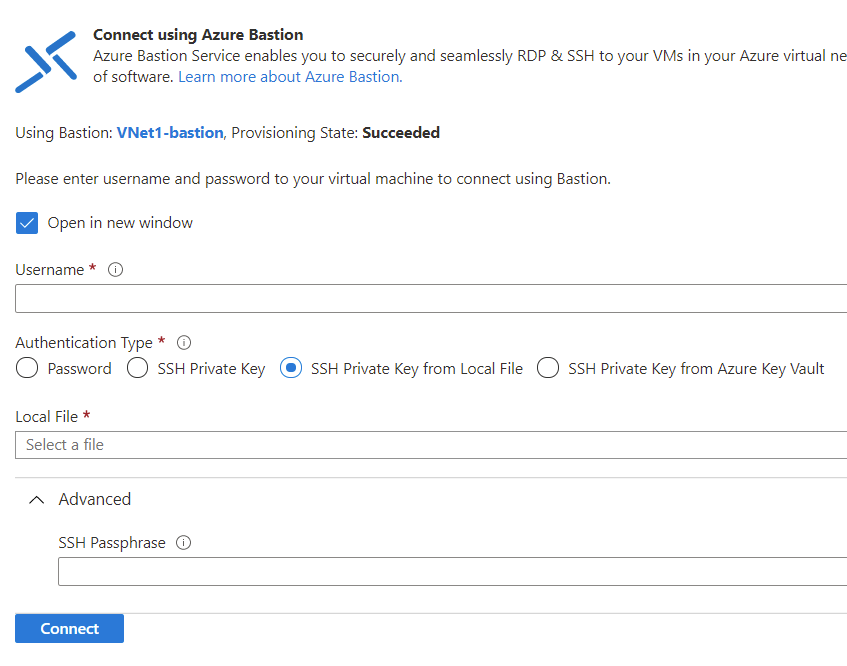 Connect using Azure Bastion
Azure Bastion Service enables you to securely and seamlessly RDP & SSH to your VMs in your Azure virtual ne
of software. Learn more about Azure Bastion.
Using Bastion: VNet1-bastion, Provisioning State: Succeeded
Please enter username and password to your virtual machine to connect using Bastion.
Open in new window
Username *
Authentication Type *
Password SSH Private Key SSH Private Key from Local File SSH Private Key from Azure Key Vault
Local File *
Select a file
Advanced
SSH Passphrase
Connect